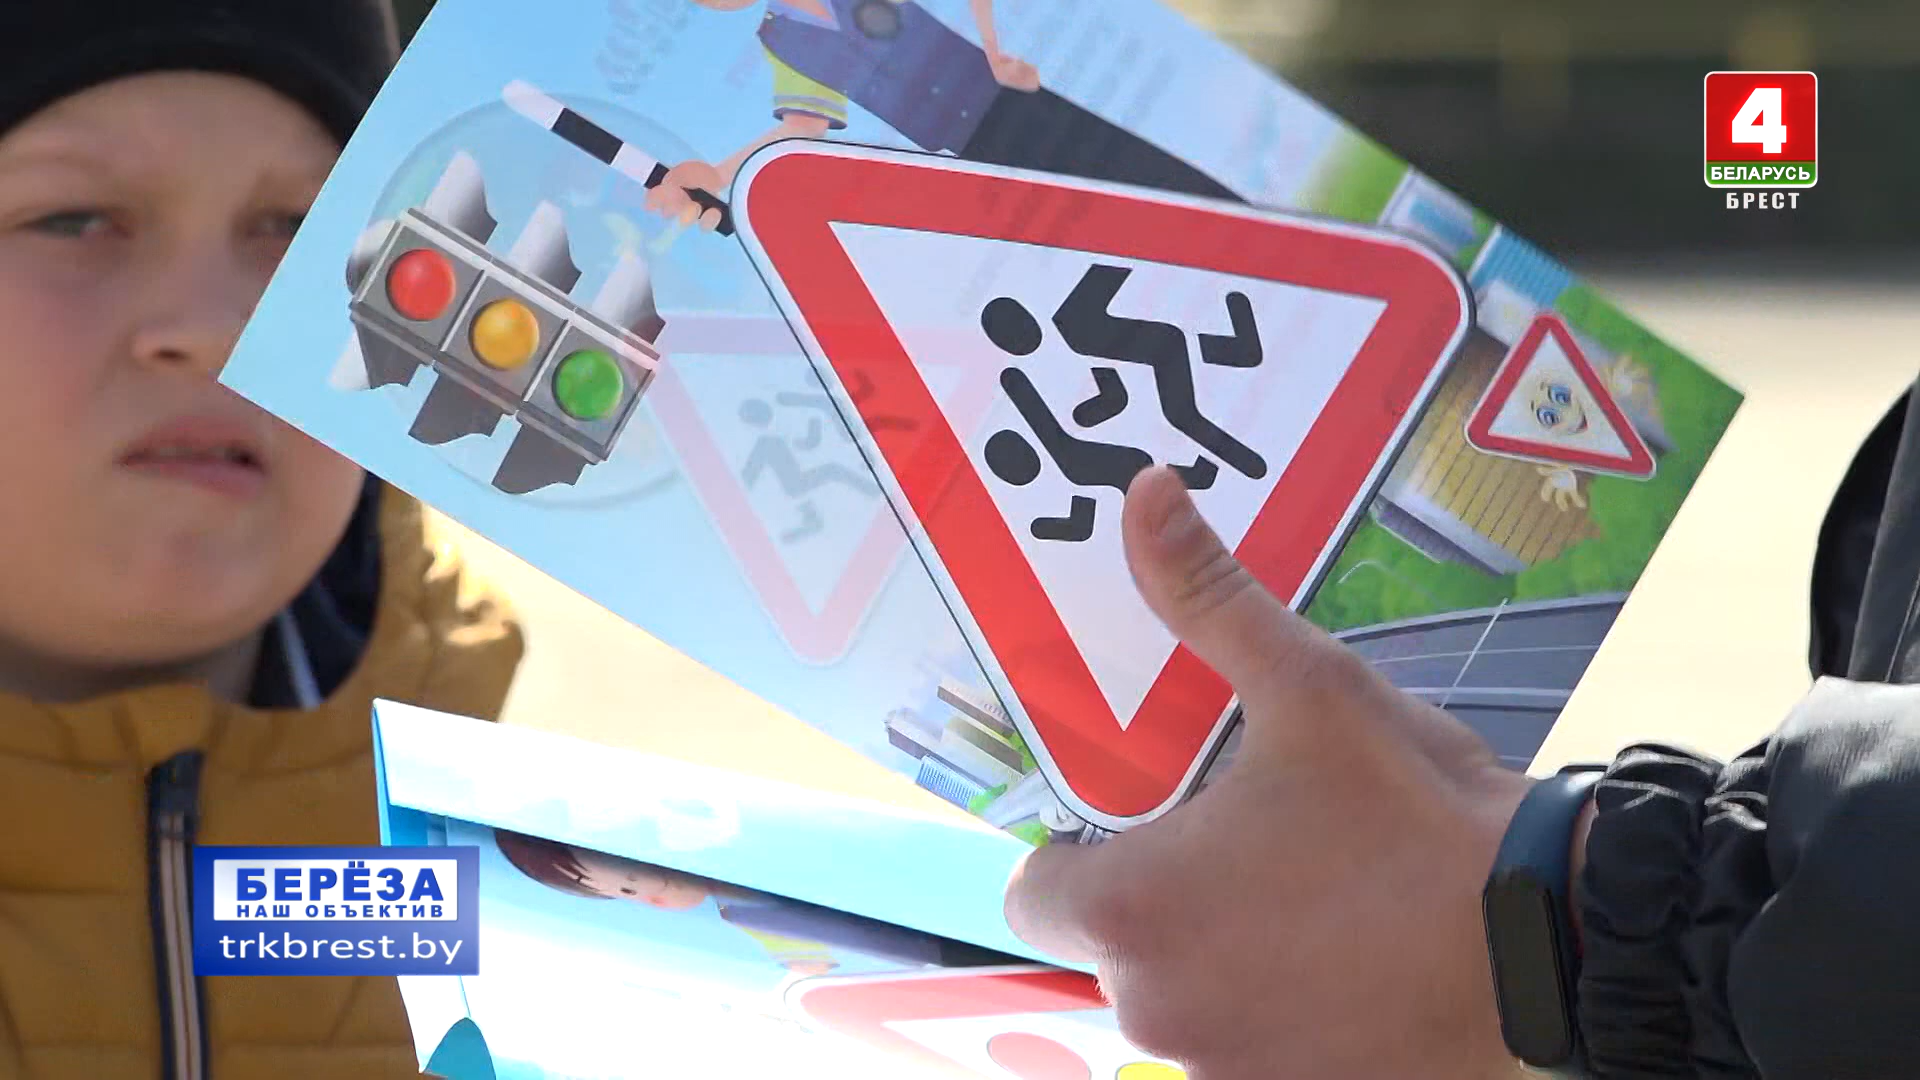 4
БЕЛАРУСЬ
БРЕСТ
БЕРЁЗА
НАШ ОБЪЕКТИВ
trkbrest.by